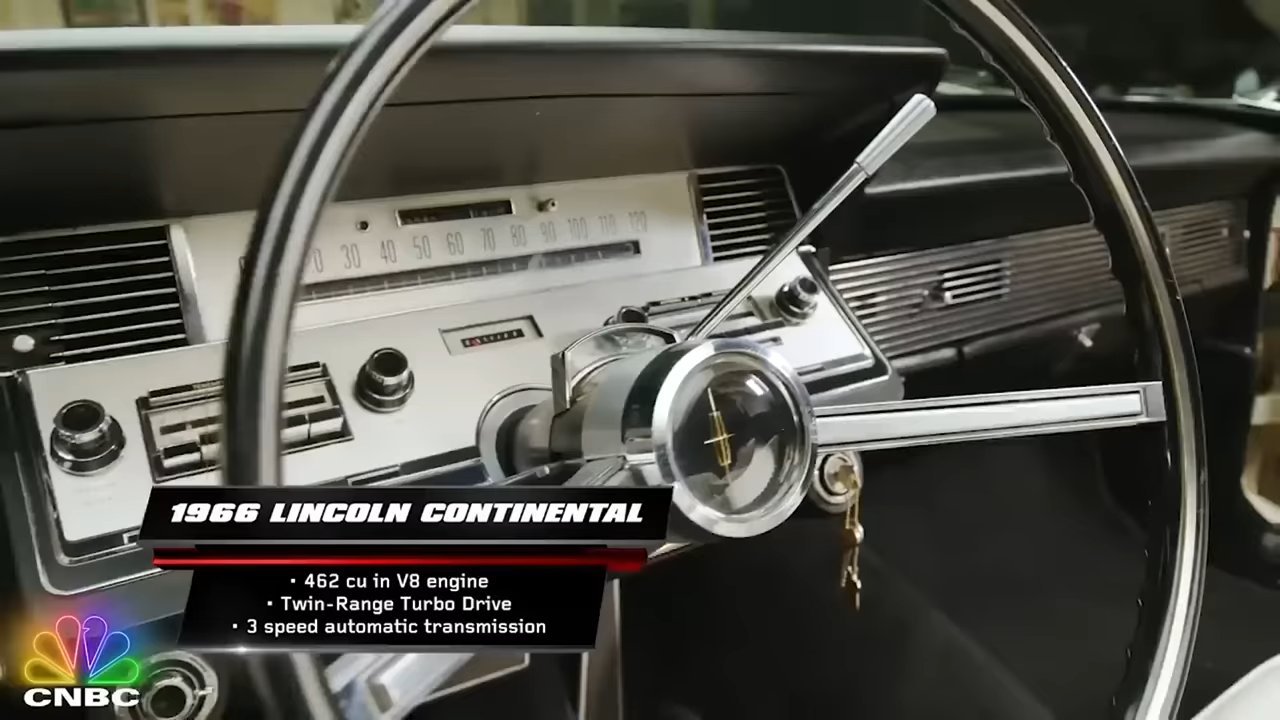 30 40 50 60 70 80 90 100 110 120
1966 LINCOLN CONTINENTAL
· 462 cu in V8 engine
· Twin-Range Turbo Drive
· 3 speed automatic transmission
CNBC